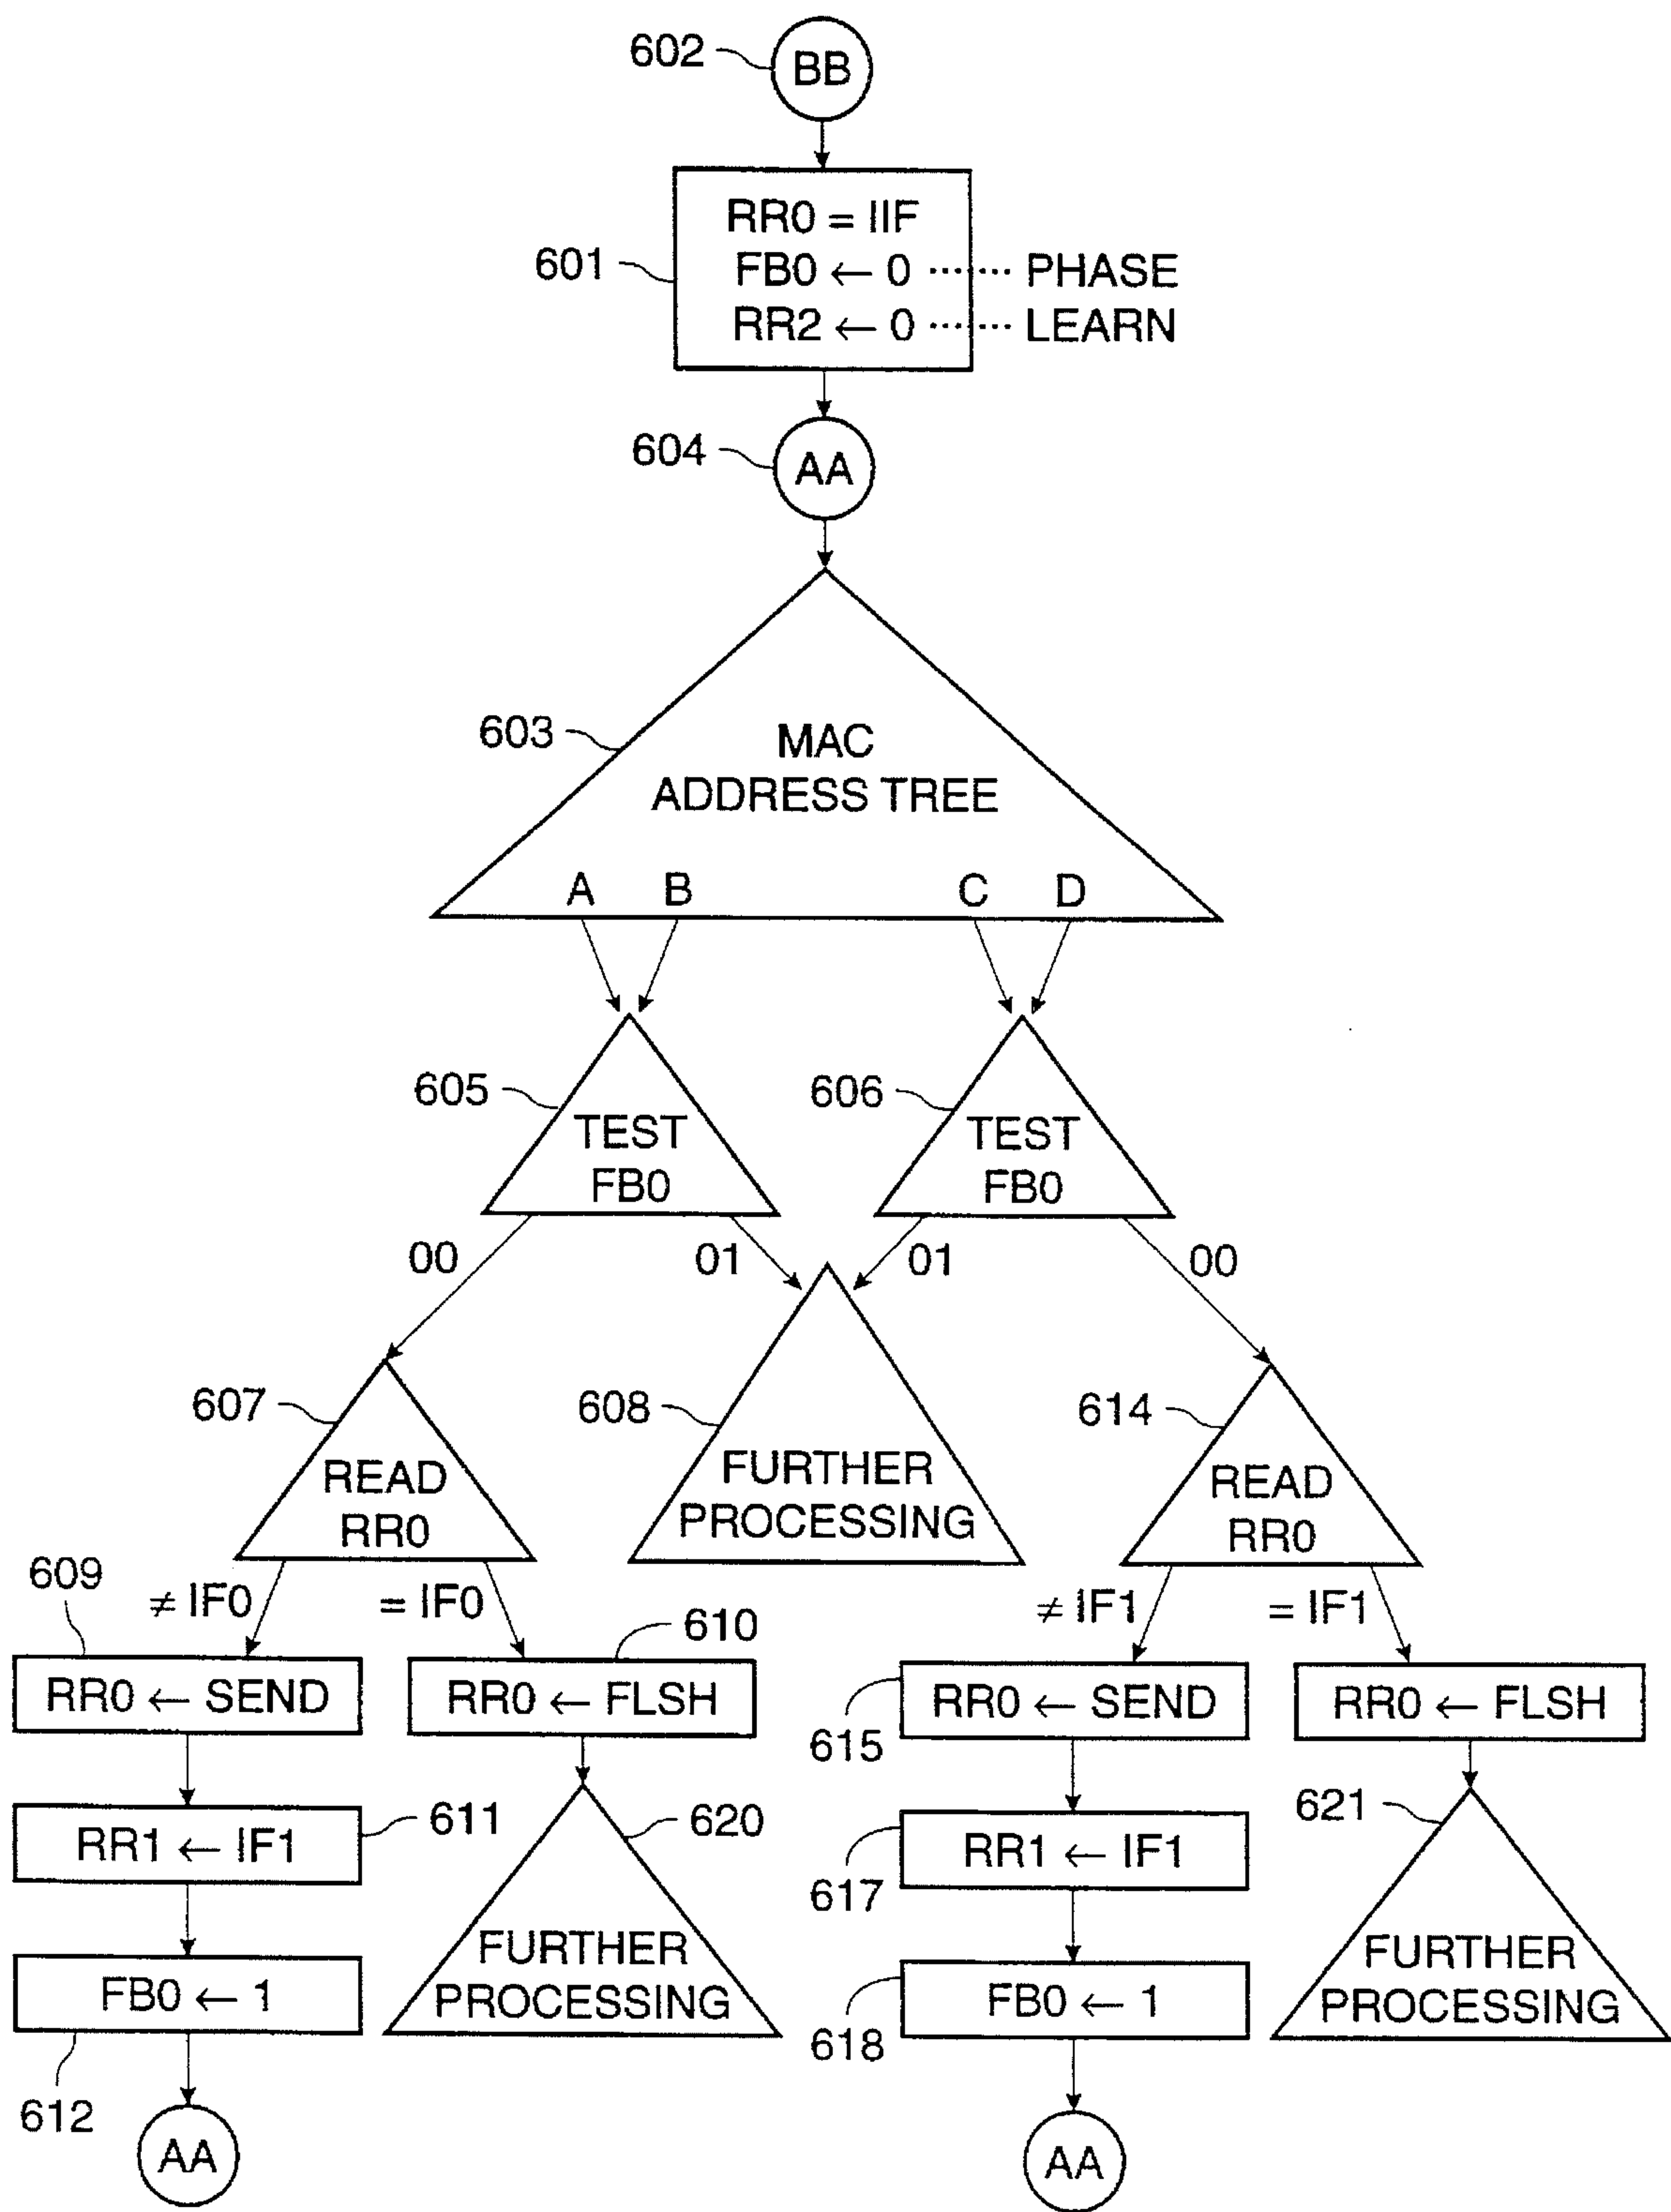 602
BB
RR0 = IIF
601
FB0 ← 0 ······· PHASE
RR2 ← 0 ······· LEARN
604
AA
603
MAC
ADDRESS TREE
A B C D
605
TEST
FB0
606
TEST
FB0
00 01 01 00
607
READ
RR0
608
FURTHER
PROCESSING
614
READ
RR0
609
≠ IF0 = IF0
≠ IF1 = IF1
610
RR0 ← SEND
RR0 ← FLSH
615
RR0 ← SEND
RR0 ← FLSH
RR1 ← IF1
611
620
617
RR1 ← IF1
621
FB0 ← 1
612
FURTHER
PROCESSING
FB0 ← 1
618
FURTHER
PROCESSING
AA
AA